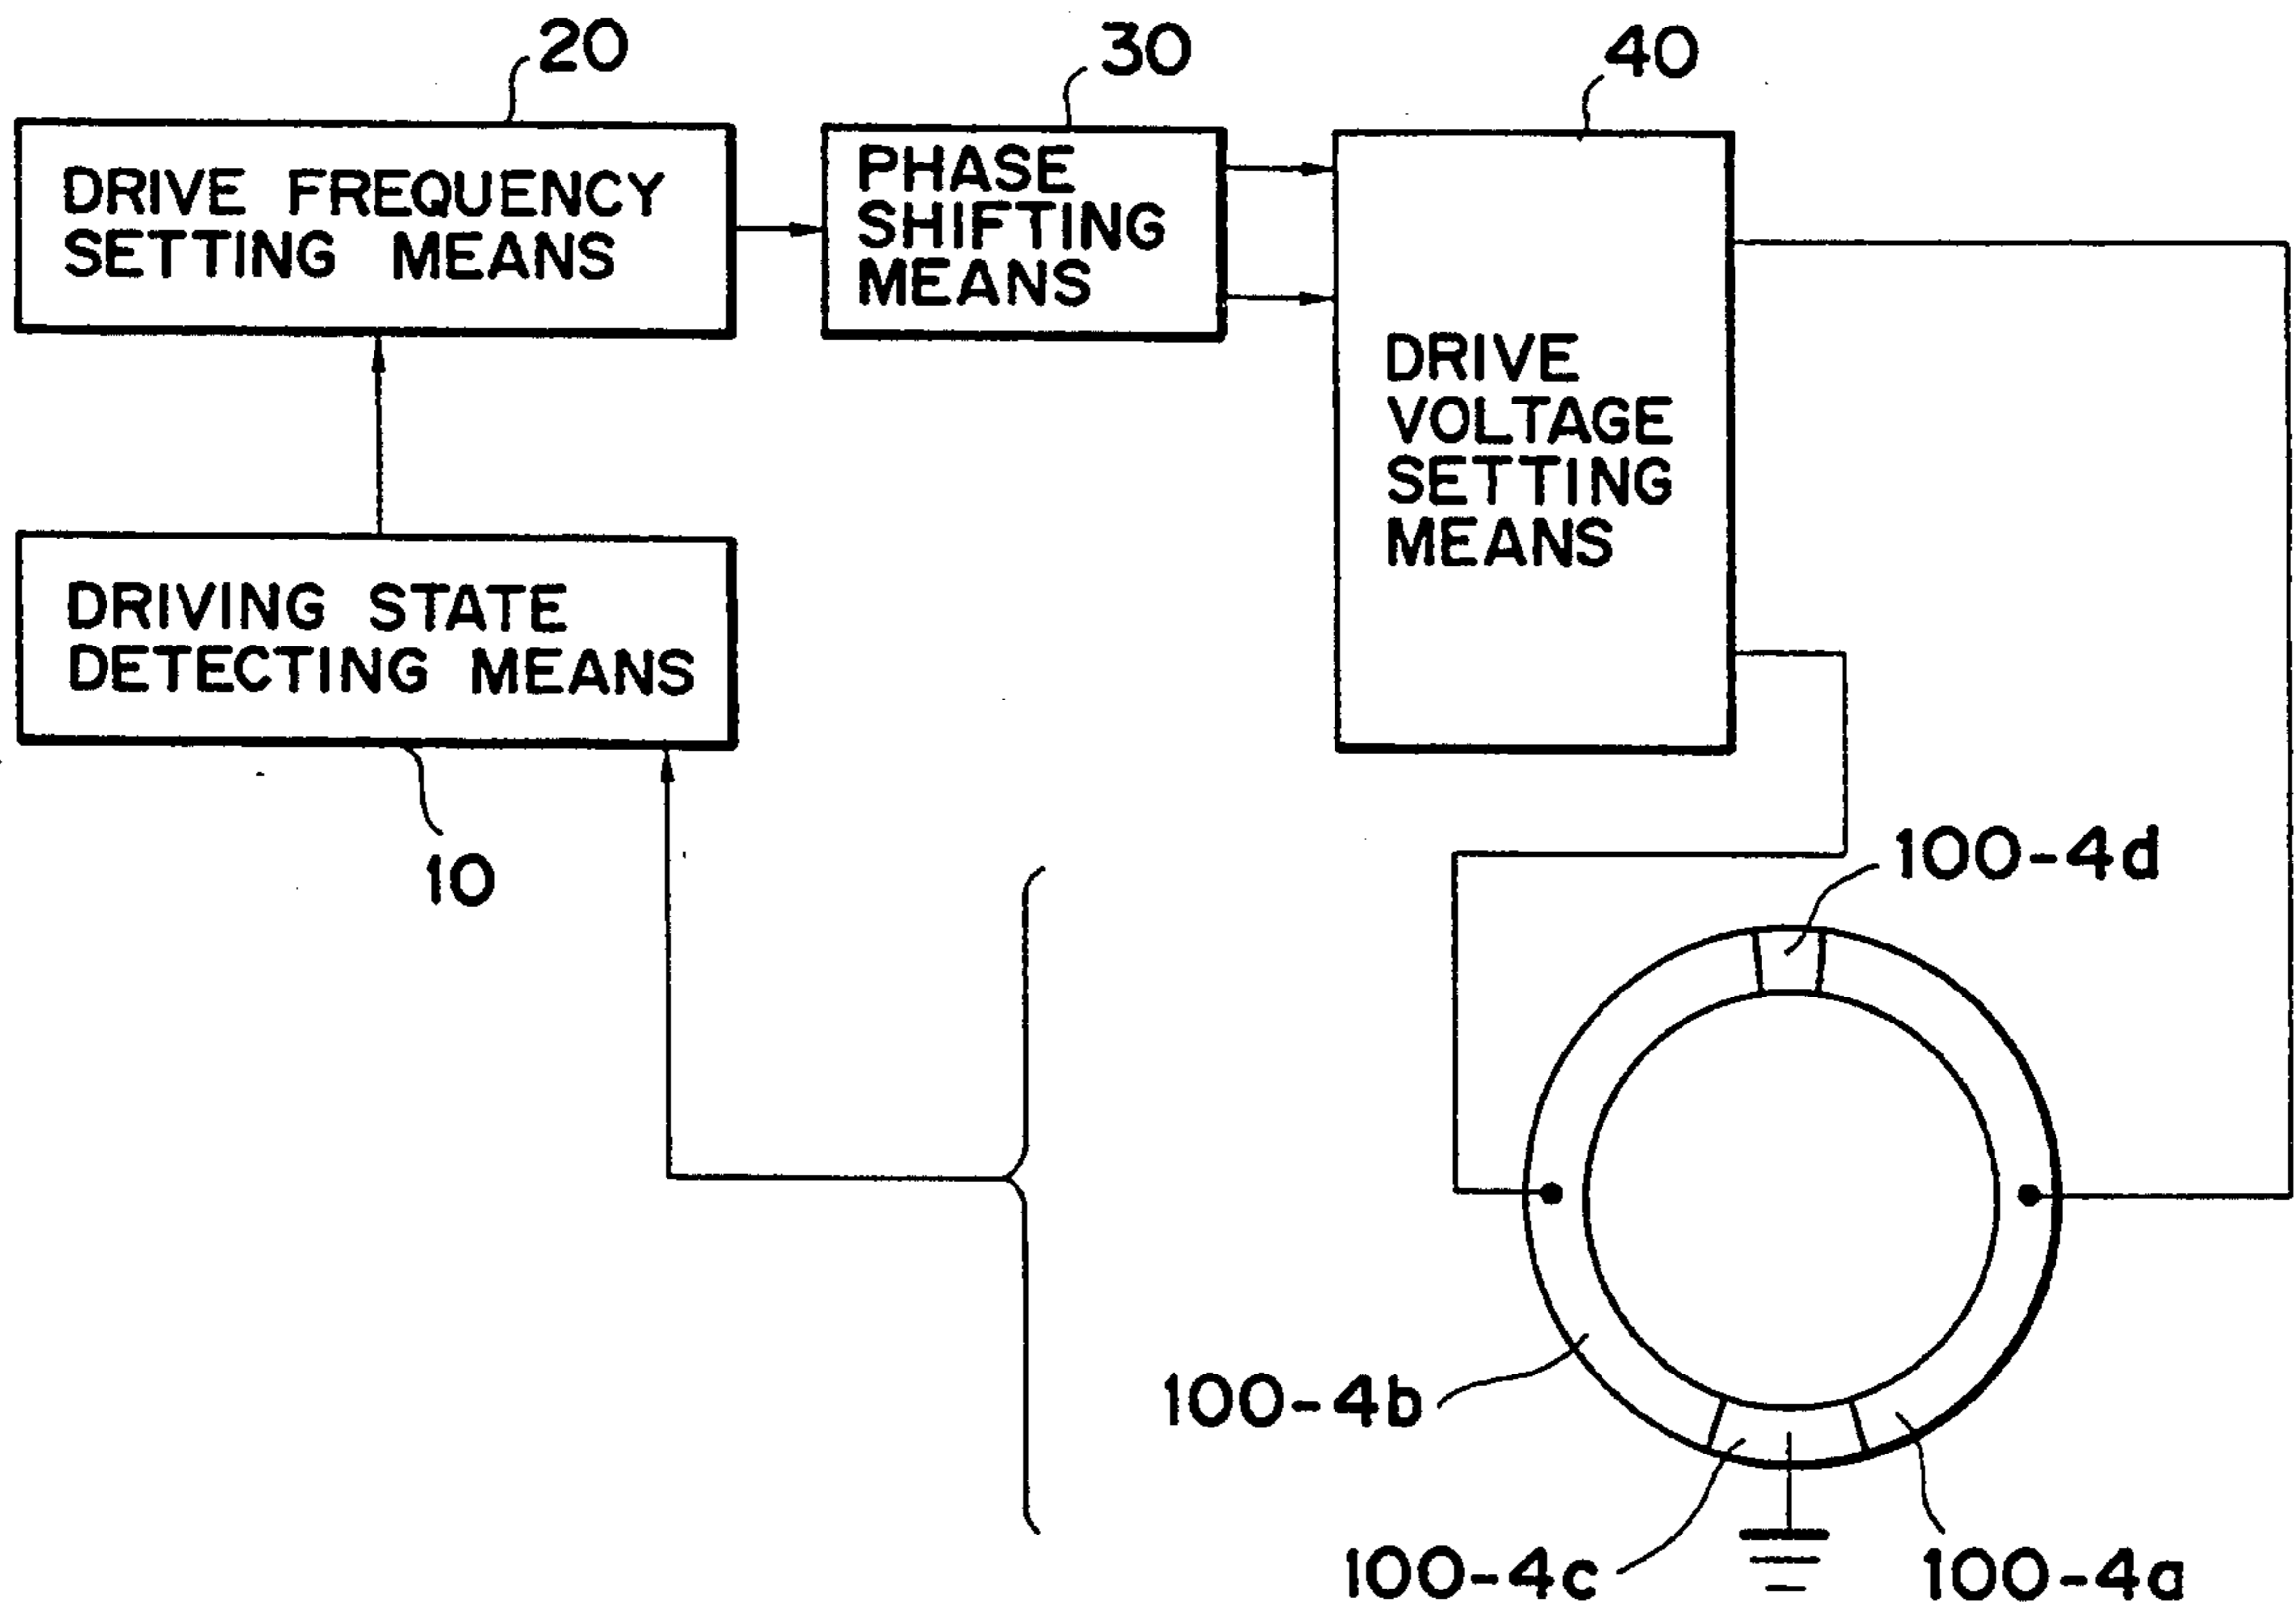 20
30
40
DRIVE FREQUENCY
SETTING MEANS
PHASE
SHIFTING
MEANS
DRIVE
VOLTAGE
SETTING
MEANS
DRIVING STATE
DETECTING MEANS
10
100-4d
100-4b
100-4c
100-4a